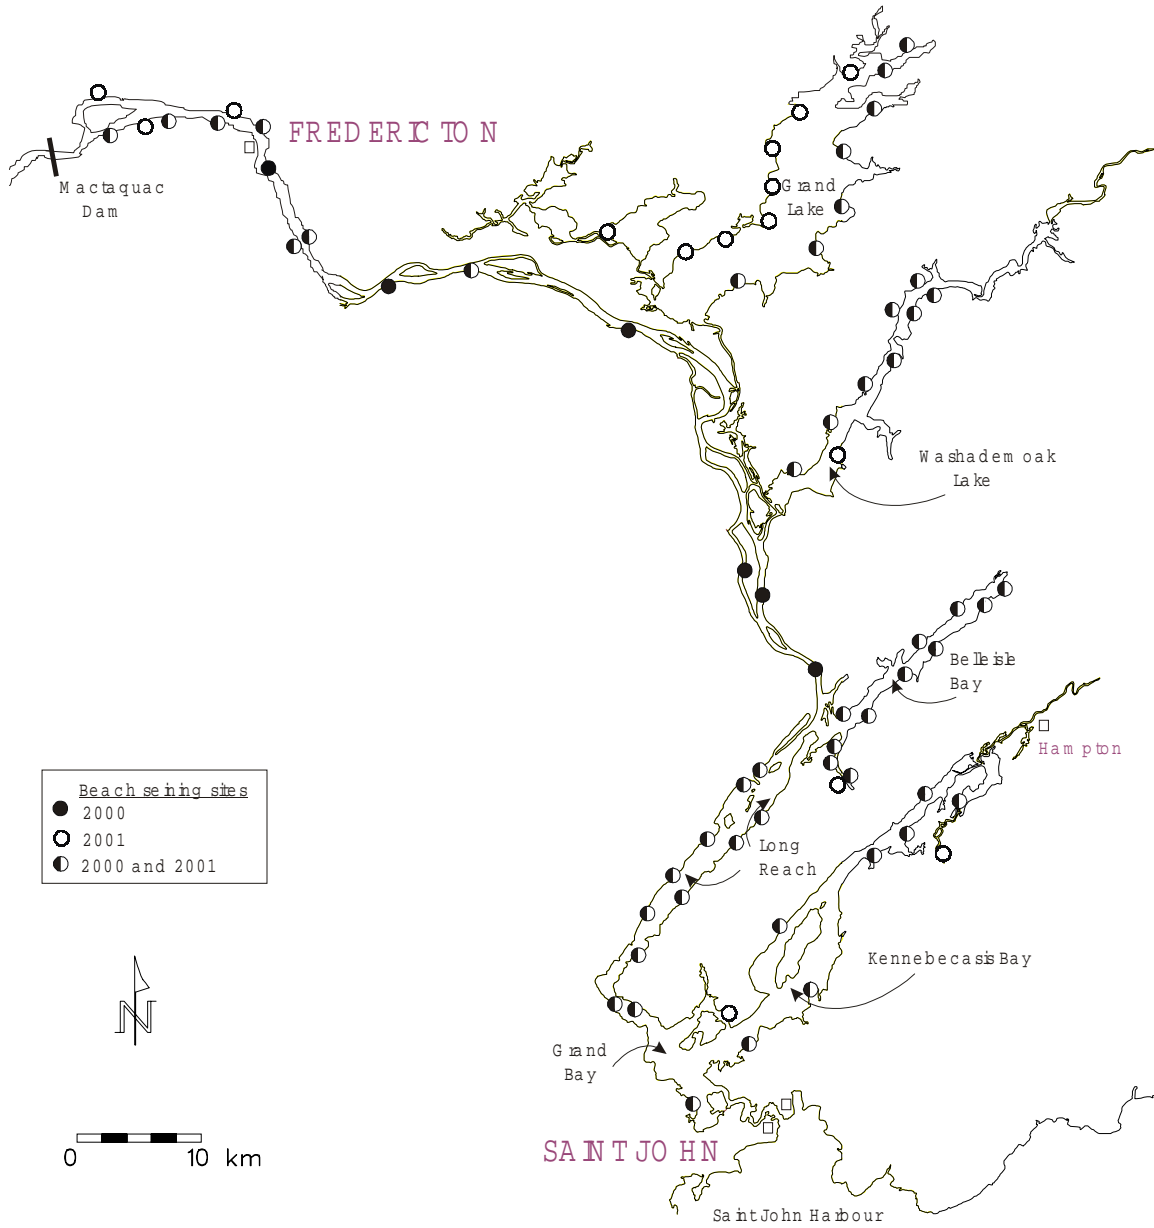 FREDERICTON
Mactaquac
Dam
Grand
Lake
Washademoak
Lake
Belleisle
Bay
Hampton
Beach seining sites
2000
2001
2000 and 2001
Long
Reach
Kennebecasis Bay
N
Grand
Bay
0 10 km
SAINT JOHN
Saint John Harbour